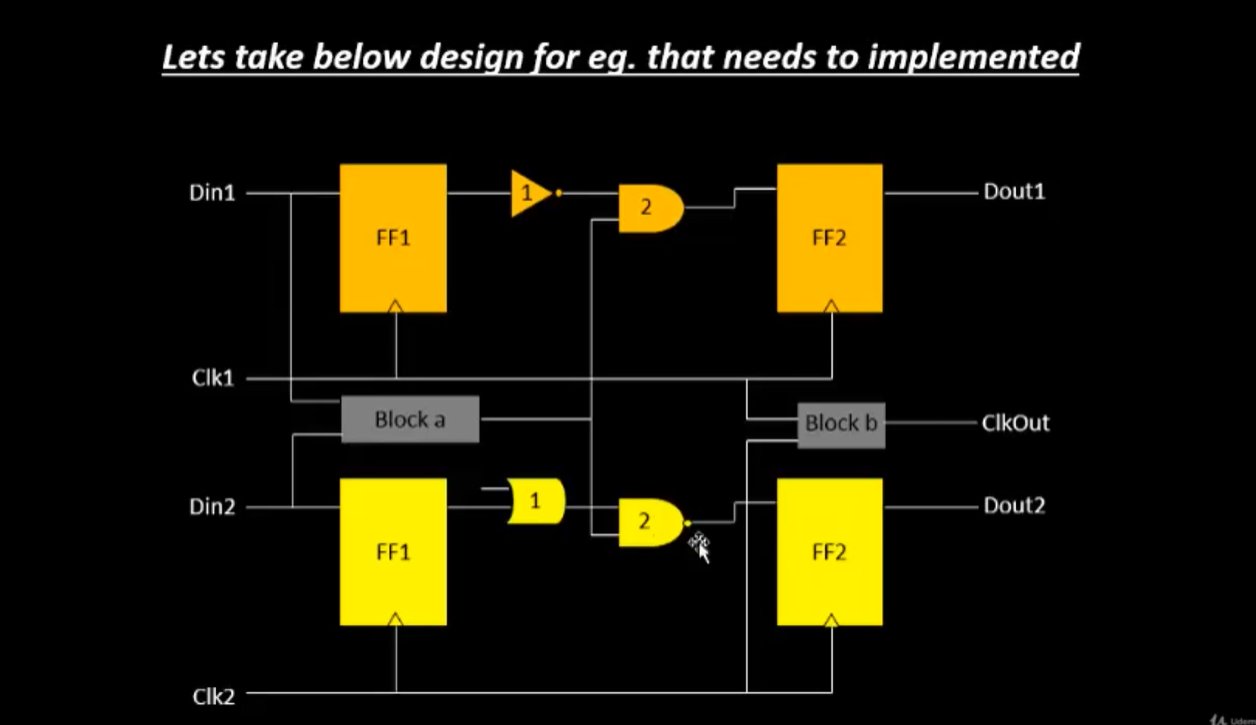 Lets take below design for eg. that needs to implemented
Din1
1
2
Dout1
FF1
FF2
Clk1
Block a
Block b
ClkOut
Din2
1
2
Dout2
FF1
FF2
Clk2